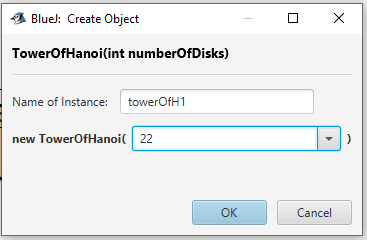 BlueJ: Create Object
TowerOfHanoi(int numberOfDisks)
Name of Instance: towerOfH1
new TowerOfHanoi( 22 )
OK Cancel